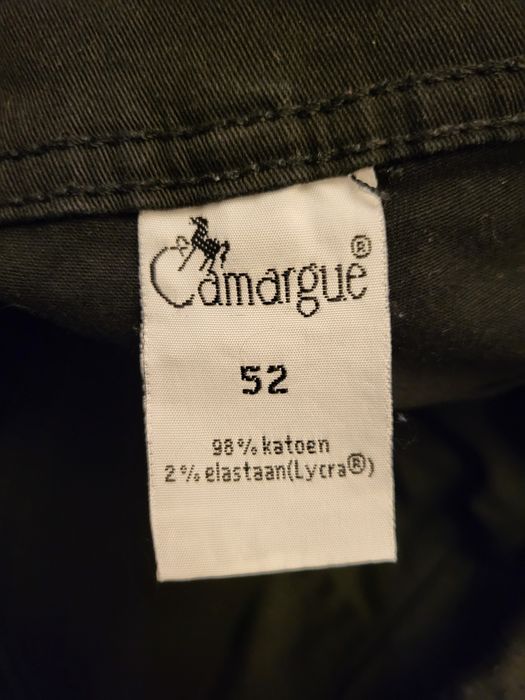 Camargue®
52
98% katoen
2% elastaan(Lycra®)